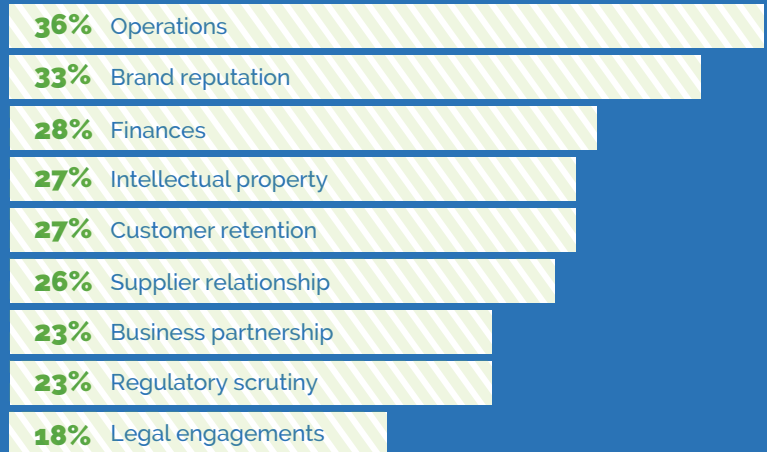 36% Operations
33% Brand reputation
28% Finances
27% Intellectual property
27% Customer retention
26% Supplier relationship
23% Business partnership
23% Regulatory scrutiny
18% Legal engagements